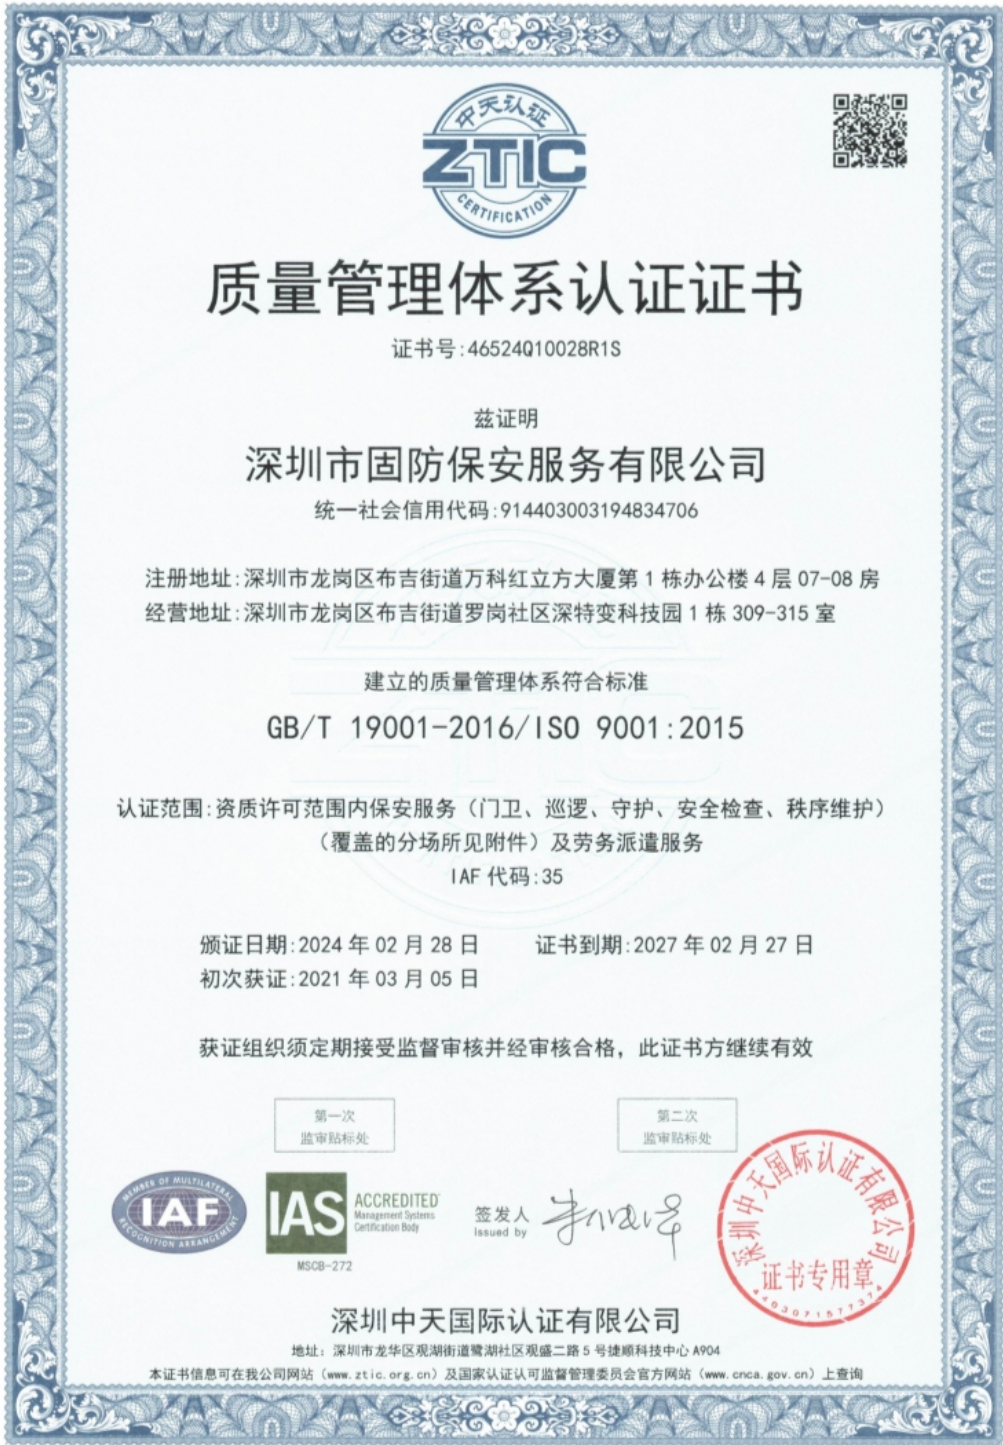 中天认证
ZTIC
CERTIFICATION
质量管理体系认证证书
证书号:46524Q10028R1S
兹证明
深圳市固防保安服务有限公司
统一社会信用代码:914403003194834706
注册地址:深圳市龙岗区布吉街道万科红立方大厦第1栋办公楼4层07-08房
经营地址:深圳市龙岗区布吉街道罗岗社区深特变科技园1栋309-315室
建立的质量管理体系符合标准
GB/T 19001-2016/ISO 9001:2015
认证范围:资质许可范围内保安服务（门卫、巡逻、守护、安全检查、秩序维护）
（覆盖的分场所见附件）及劳务派遣服务
IAF代码:35
颁证日期:2024年02月28日 证书到期:2027年02月27日
初次获证:2021年03月05日
获证组织须定期接受监督审核并经审核合格，此证书方继续有效
第一次
监审贴标处
第二次
监审贴标处
MEMBER OF MULTILATERAL
IAF
RECOGNITION ARRANGEMENT
IAS
ACCREDITED
Management Systems
Certification Body
MSCB-272
签发人
Issued by
深圳中天国际认证有限公司
证书专用章
4403071577374
深圳中天国际认证有限公司
地址：深圳市龙华区观湖街道鹭湖社区观盛二路5号捷顺科技中心A904
本证书信息可在我公司网站（www.ztic.org.cn）及国家认证认可监督管理委员会官方网站（www.cnca.gov.cn）上查询